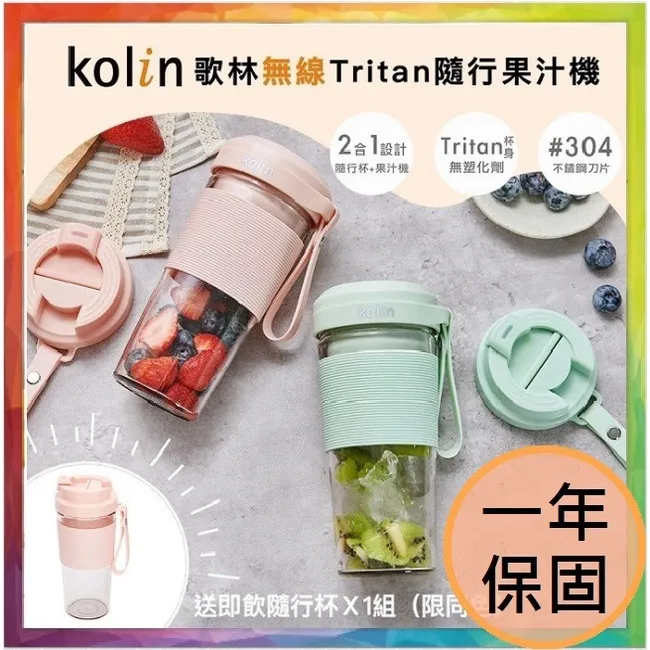 kolin 歌林無線Tritan隨行果汁機
2合1設計
隨行杯+果汁機
Tritan杯身
無塑化劑
#304
不鏽鋼刀片
kolin
kolin
一年
保固
送即飲隨行杯X1組（限同色